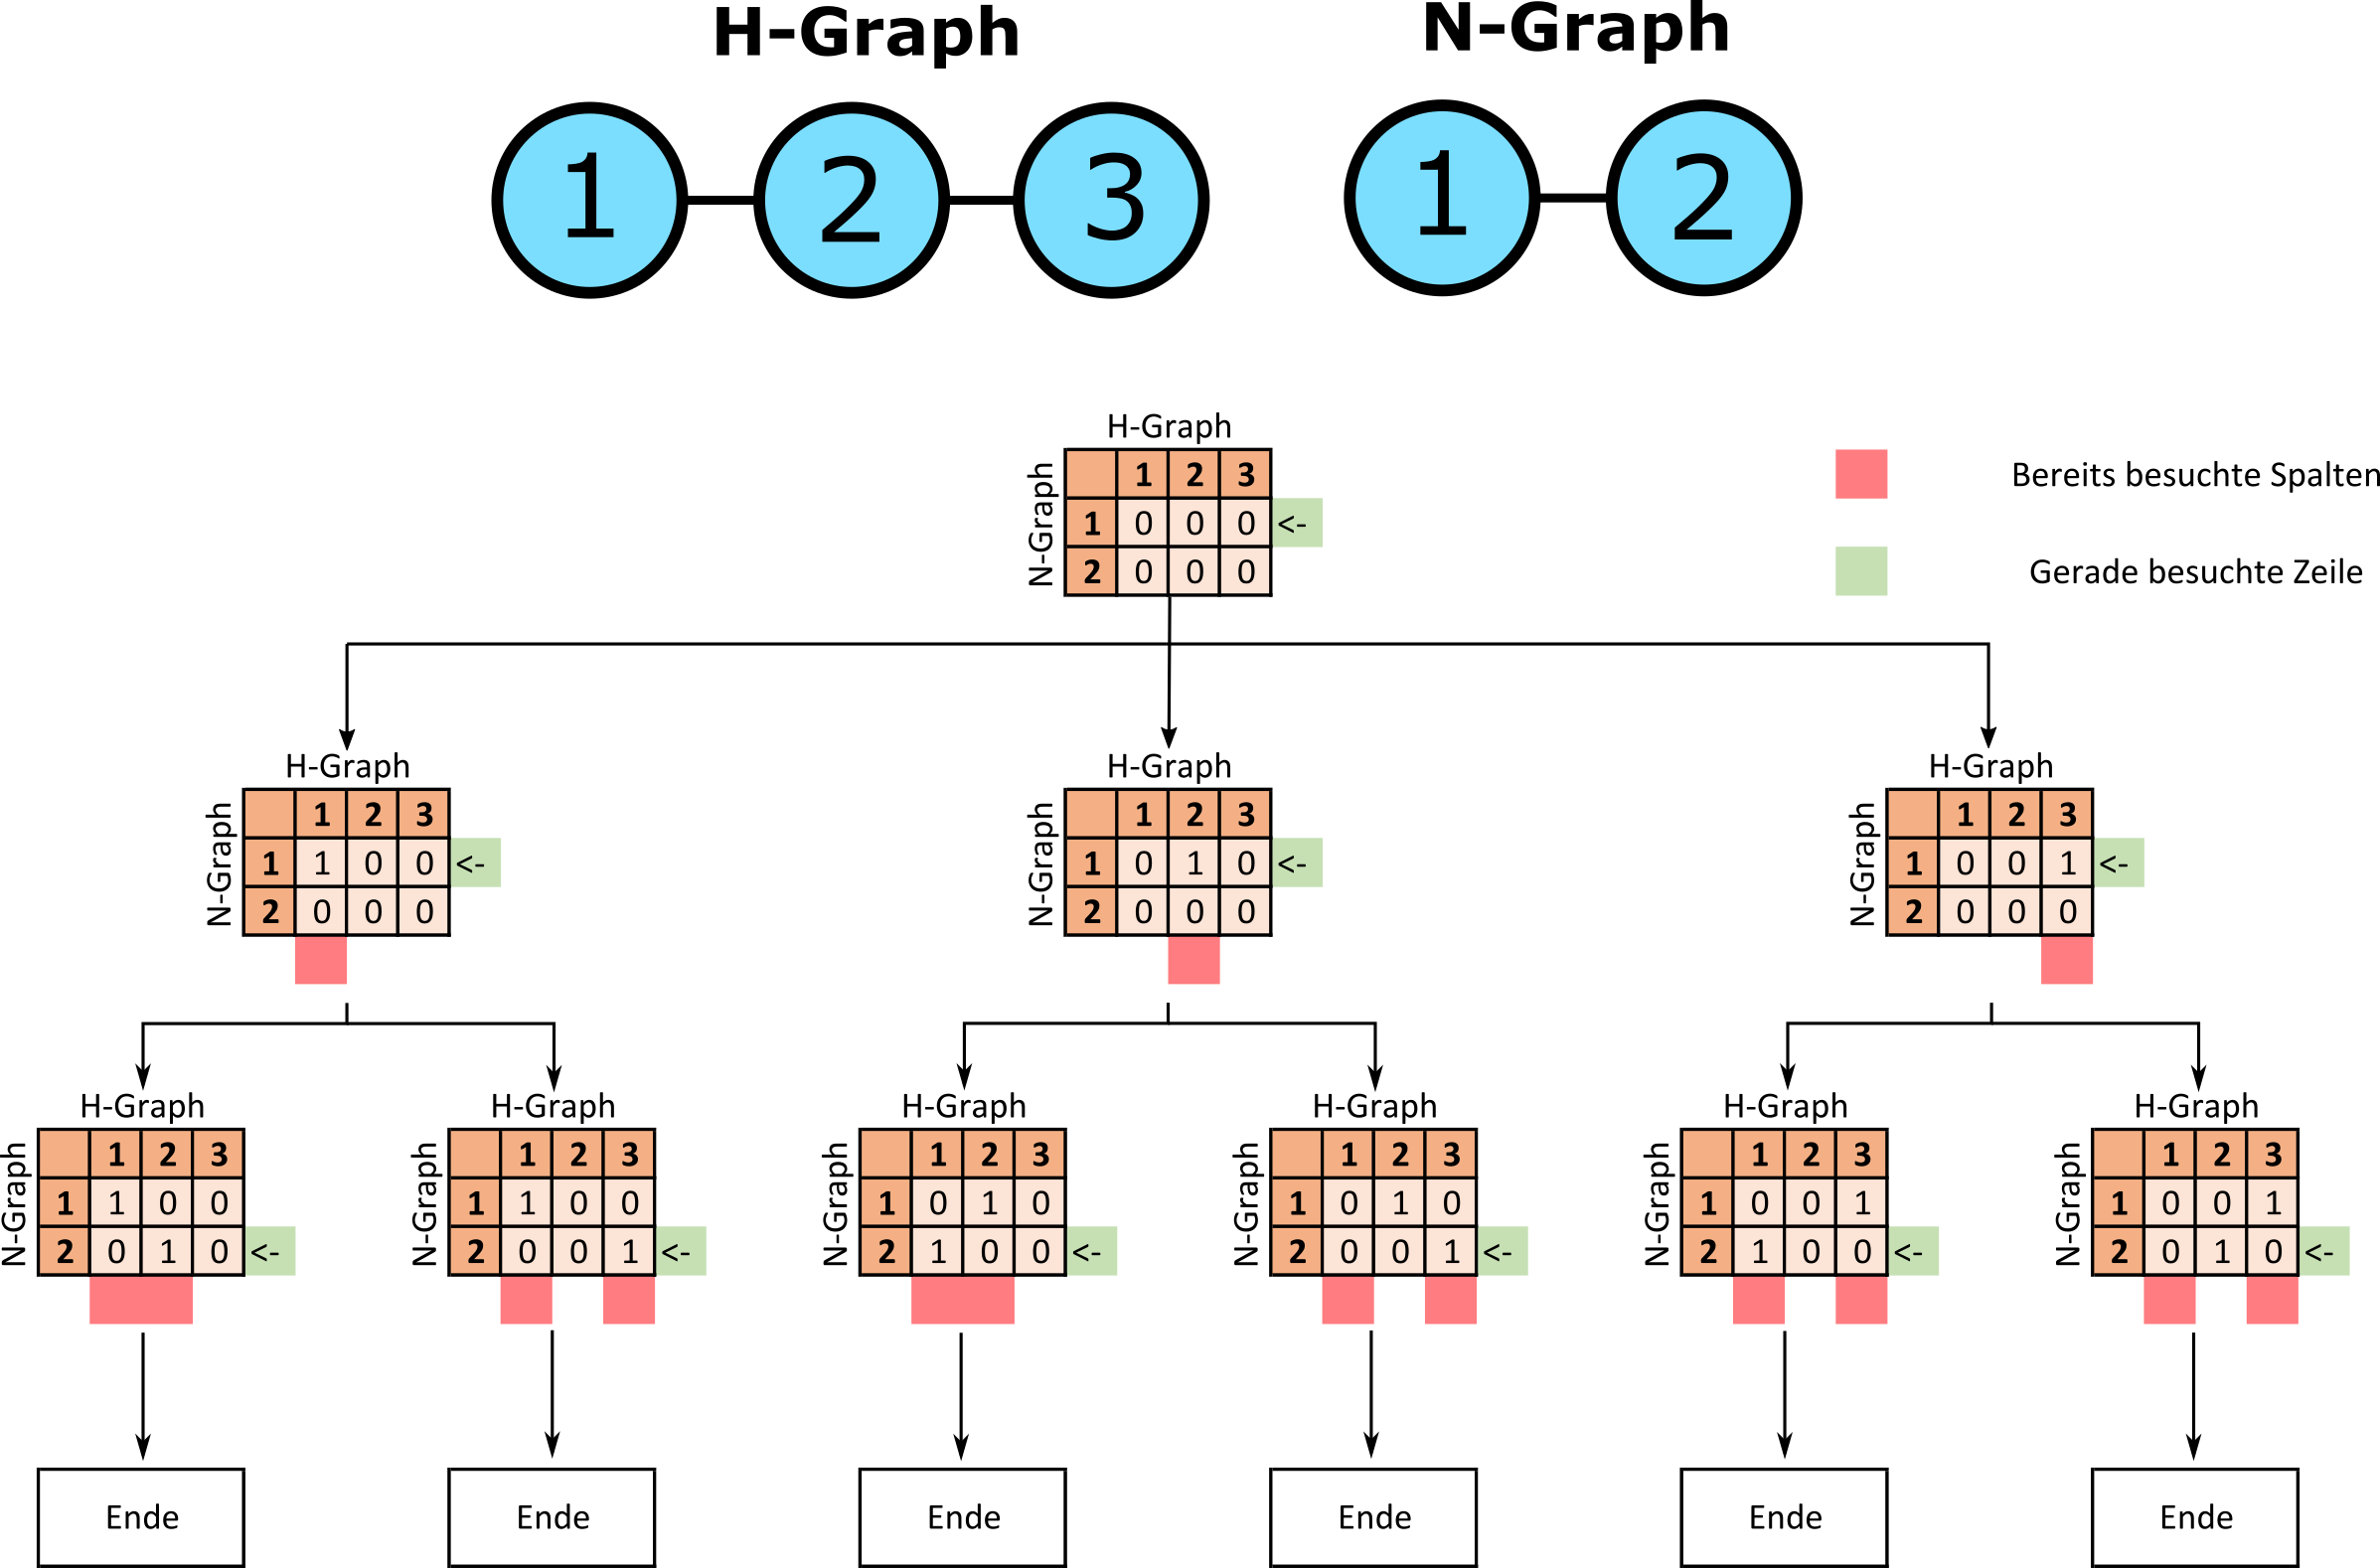 H-Graph N-Graph
1 2 3 1 2
H-Graph
N-Graph
1 2 3
1 0 0 0 <-
2 0 0 0
Bereits besuchte Spalten
Gerade besuchte Zeile
H-Graph
N-Graph
1 2 3
1 1 0 0 <-
2 0 0 0
H-Graph
N-Graph
1 2 3
1 0 1 0 <-
2 0 0 0
H-Graph
N-Graph
1 2 3
1 0 0 1 <-
2 0 0 0
H-Graph
N-Graph
1 2 3
1 1 0 0
2 0 1 0 <-
H-Graph
N-Graph
1 2 3
1 1 0 0
2 0 0 1 <-
H-Graph
N-Graph
1 2 3
1 0 1 0
2 1 0 0 <-
H-Graph
N-Graph
1 2 3
1 0 1 0
2 0 0 1 <-
H-Graph
N-Graph
1 2 3
1 0 0 1
2 1 0 0 <-
H-Graph
N-Graph
1 2 3
1 0 0 1
2 0 1 0 <-
Ende Ende Ende Ende Ende Ende